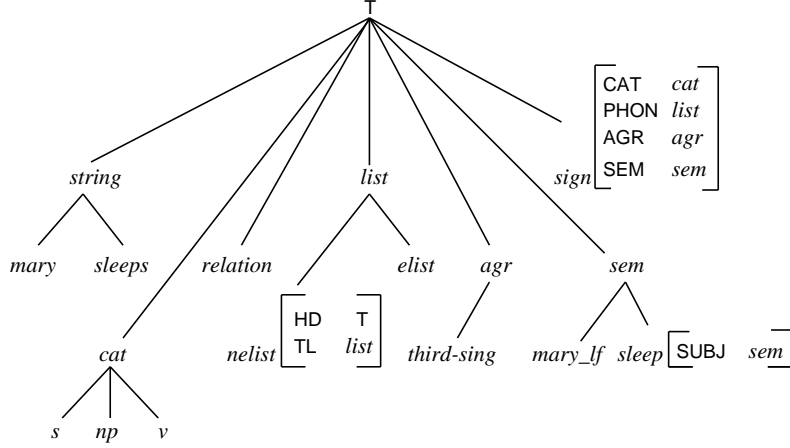 T
CAT cat
PHON list
AGR agr
SEM sem
string list sign
mary sleeps relation elist agr sem
HD T
TL list
cat nelist third-sing mary_lf sleep SUBJ sem
s np v